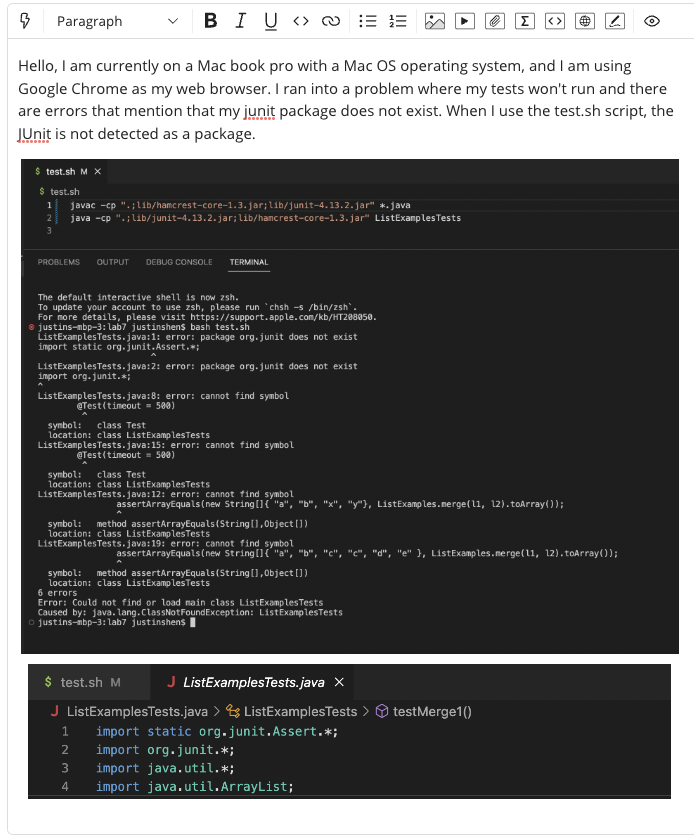 Paragraph
B I U
Hello, I am currently on a Mac book pro with a Mac OS operating system, and I am using
Google Chrome as my web browser. I ran into a problem where my tests won't run and there
are errors that mention that my junit package does not exist. When I use the test.sh script, the
JUnit is not detected as a package.
$ test.sh M ×
$ test.sh
1 javac -cp ".;lib/hamcrest-core-1.3.jar;lib/junit-4.13.2.jar" *.java
2 java -cp ".;lib/junit-4.13.2.jar;lib/hamcrest-core-1.3.jar" ListExamplesTests
3
PROBLEMS OUTPUT DEBUG CONSOLE TERMINAL
The default interactive shell is now zsh.
To update your account to use zsh, please run `chsh -s /bin/zsh`.
For more details, please visit https://support.apple.com/kb/HT208050.
justins-mbp-3:lab7 justinshen$ bash test.sh
ListExamplesTests.java:1: error: package org.junit does not exist
import static org.junit.Assert.*;
^
ListExamplesTests.java:2: error: package org.junit does not exist
import org.junit.*;
^
ListExamplesTests.java:8: error: cannot find symbol
@Test(timeout = 500)
^
symbol: class Test
location: class ListExamplesTests
ListExamplesTests.java:15: error: cannot find symbol
@Test(timeout = 500)
^
symbol: class Test
location: class ListExamplesTests
ListExamplesTests.java:12: error: cannot find symbol
assertArrayEquals(new String[]{ "a", "b", "x", "y"}, ListExamples.merge(l1, l2).toArray());
^
symbol: method assertArrayEquals(String[],Object[])
location: class ListExamplesTests
ListExamplesTests.java:19: error: cannot find symbol
assertArrayEquals(new String[]{ "a", "b", "c", "c", "d", "e" }, ListExamples.merge(l1, l2).toArray());
^
symbol: method assertArrayEquals(String[],Object[])
location: class ListExamplesTests
6 errors
Error: Could not find or load main class ListExamplesTests
Caused by: java.lang.ClassNotFoundException: ListExamplesTests
justins-mbp-3:lab7 justinshen$
$ test.sh M J ListExamplesTests.java ×
J ListExamplesTests.java > ListExamplesTests > testMerge1()
1 import static org.junit.Assert.*;
2 import org.junit.*;
3 import java.util.*;
4 import java.util.ArrayList;